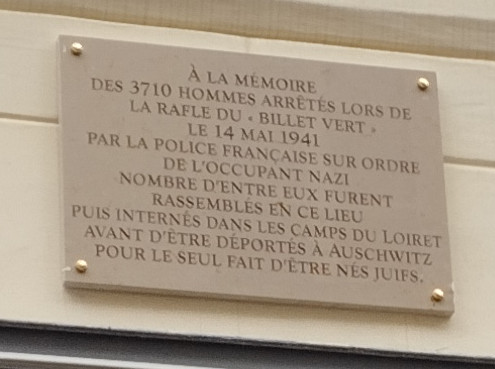 À LA MÉMOIRE
DES 3710 HOMMES ARRÊTÉS LORS DE
LA RAFLE DU « BILLET VERT »
LE 14 MAI 1941
PAR LA POLICE FRANÇAISE SUR ORDRE
DE L'OCCUPANT NAZI
NOMBRE D'ENTRE EUX FURENT
RASSEMBLÉS EN CE LIEU
PUIS INTERNÉS DANS LES CAMPS DU LOIRET
AVANT D'ÊTRE DÉPORTÉS À AUSCHWITZ
POUR LE SEUL FAIT D'ÊTRE NÉS JUIFS.